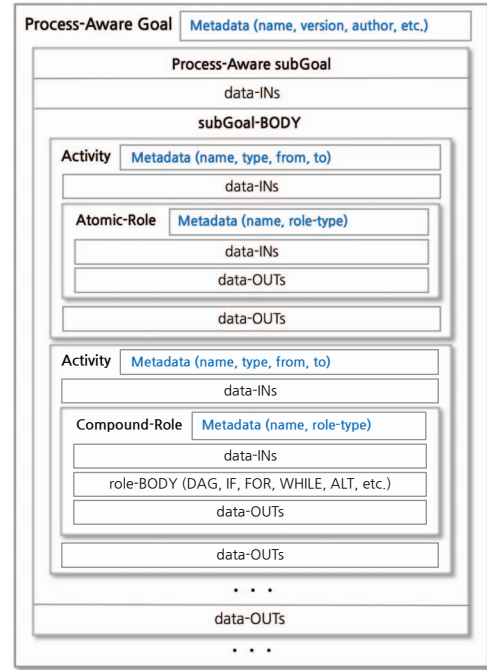 Process-Aware Goal Metadata (name, version, author, etc.)
Process-Aware subGoal
data-INs
subGoal-BODY
Activity Metadata (name, type, from, to)
data-INs
Atomic-Role Metadata (name, role-type)
data-INs
data-OUTs
data-OUTs
Activity Metadata (name, type, from, to)
data-INs
Compound-Role Metadata (name, role-type)
data-INs
role-BODY (DAG, IF, FOR, WHILE, ALT, etc.)
data-OUTs
data-OUTs
• • •
data-OUTs
• • •